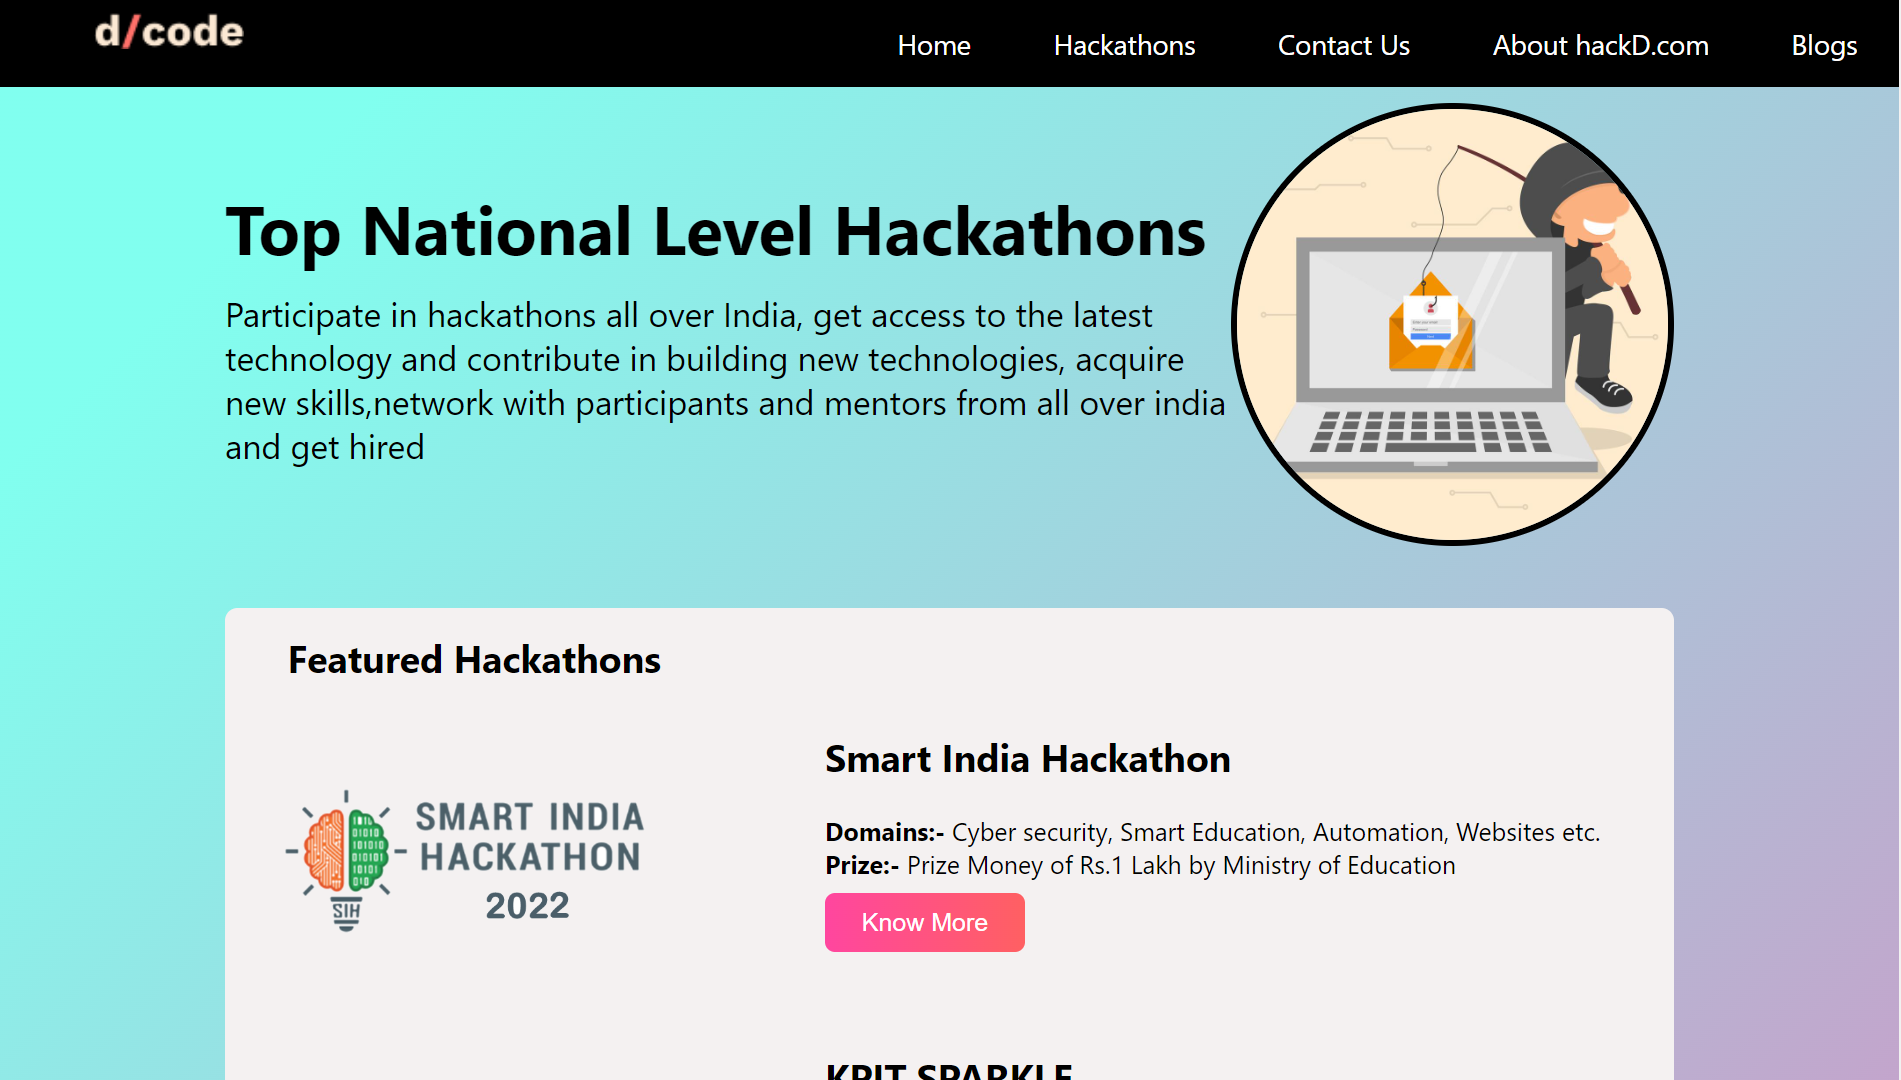 d/code
Home
Hackathons
Contact Us
About hackD.com
Blogs
Top National Level Hackathons
Participate in hackathons all over India, get access to the latest
technology and contribute in building new technologies, acquire
new skills,network with participants and mentors from all over india
and get hired
Featured Hackathons
SMART INDIA
HACKATHON
2022
SIH
Smart India Hackathon
Domains:- Cyber security, Smart Education, Automation, Websites etc.
Prize:- Prize Money of Rs.1 Lakh by Ministry of Education
Know More
KPIT SPARKLE